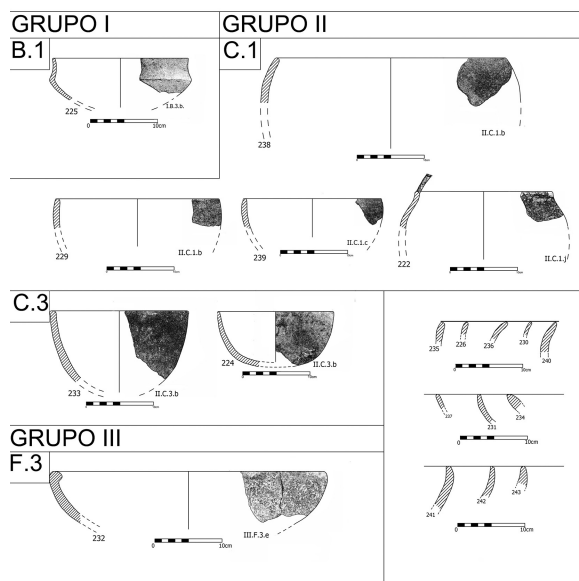 GRUPO I
GRUPO II
B.1
C.1
I.B.3.b.
225
0 10cm
II.C.1.b
238
229
II.C.1.b
239
II.C.1.c
222
II.C.1.j
C.3
233
II.C.3.b
224
II.C.3.b
235 226 236 230 240
0 10cm
237 231 234
0 10cm
241 242 243
0 10cm
GRUPO III
F.3
232
III.F.3.e
0 10cm